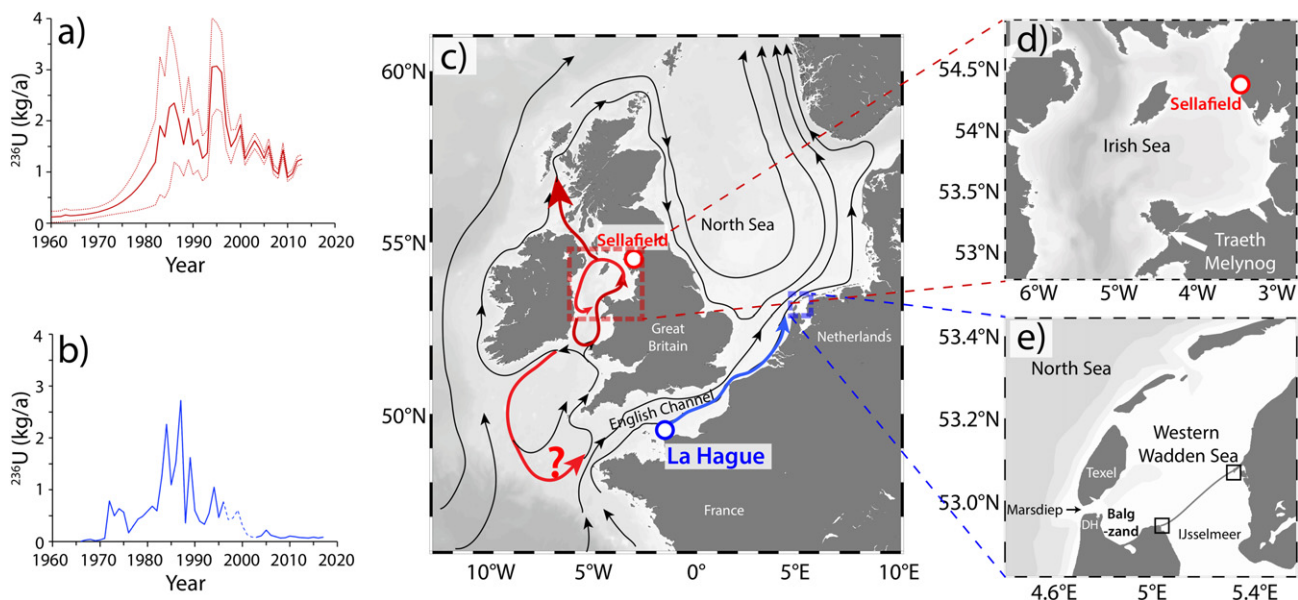 a)
²³⁶U (kg/a)
4
3
2
1
0
1960 1970 1980 1990 2000 2010 2020
Year
b)
²³⁶U (kg/a)
4
3
2
1
0
1960 1970 1980 1990 2000 2010 2020
Year
c)
60°N
55°N
50°N
10°W 5°W 0° 5°E 10°E
North Sea
Sellafield
Great
Britain
Netherlands
English Channel
La Hague
?
France
d)
54.5°N
54°N
53.5°N
53°N
6°W 5°W 4°W 3°W
Sellafield
Irish Sea
Traeth
Melynog
e)
53.4°N
53.2°N
53.0°N
4.6°E 5°E 5.4°E
North Sea
Western
Wadden Sea
Texel
Marsdiep
DH
Balg
-zand
IJsselmeer